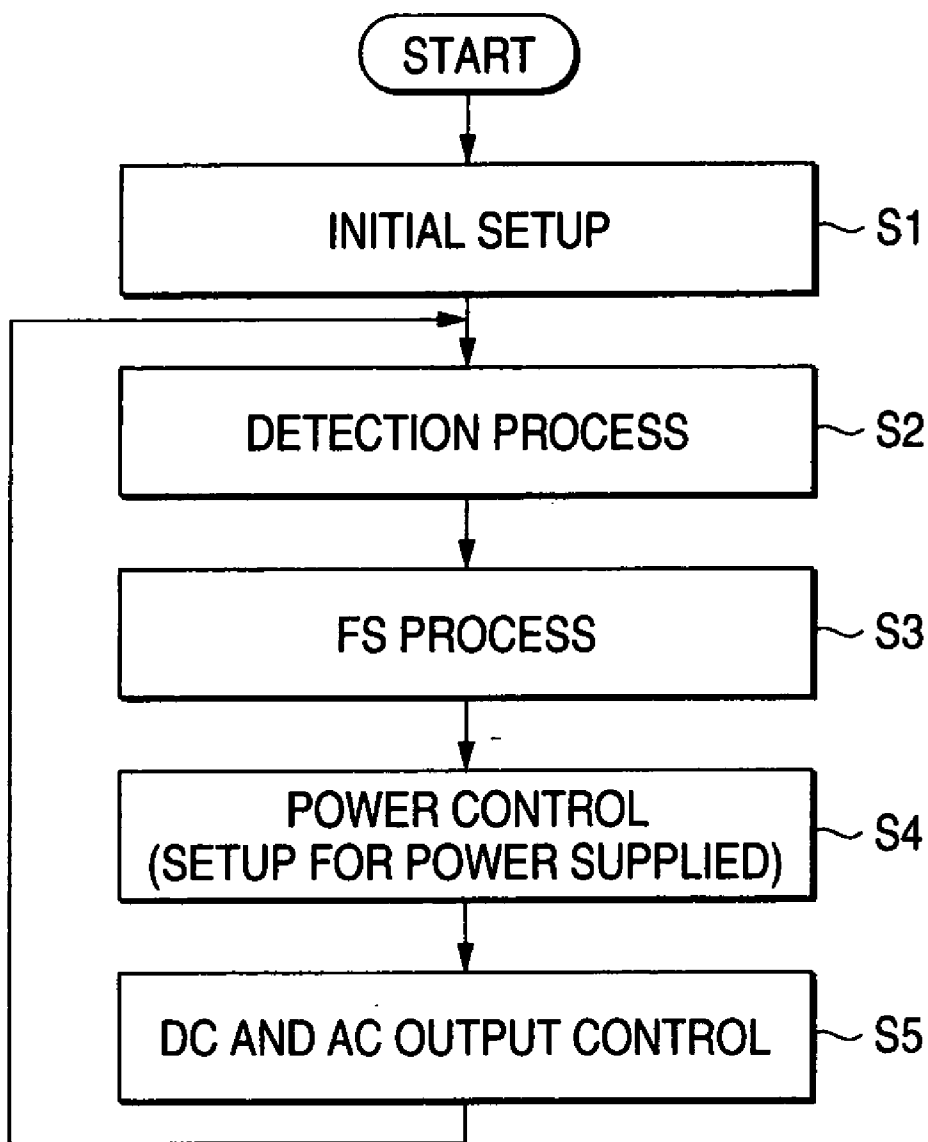 START
INITIAL SETUP
S1
DETECTION PROCESS
S2
FS PROCESS
S3
POWER CONTROL
(SETUP FOR POWER SUPPLIED)
S4
DC AND AC OUTPUT CONTROL
S5